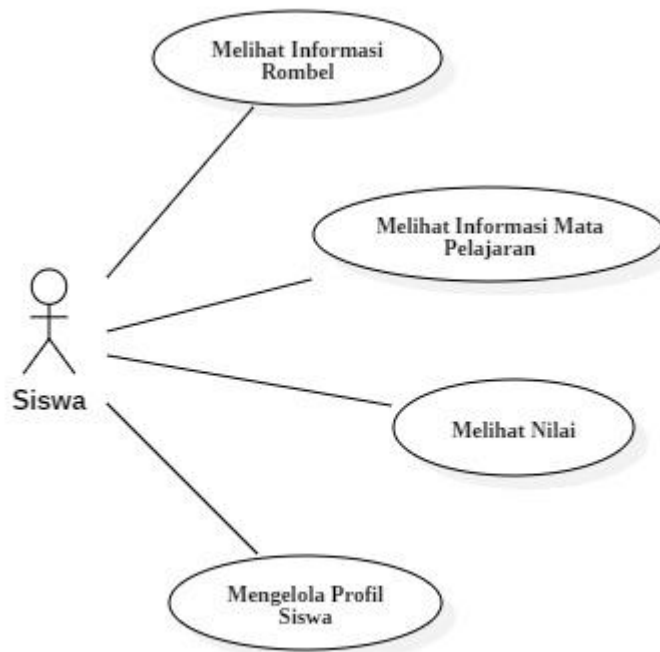 Melihat Informasi
Rombel
Melihat Informasi Mata
Pelajaran
Siswa
Melihat Nilai
Mengelola Profil
Siswa